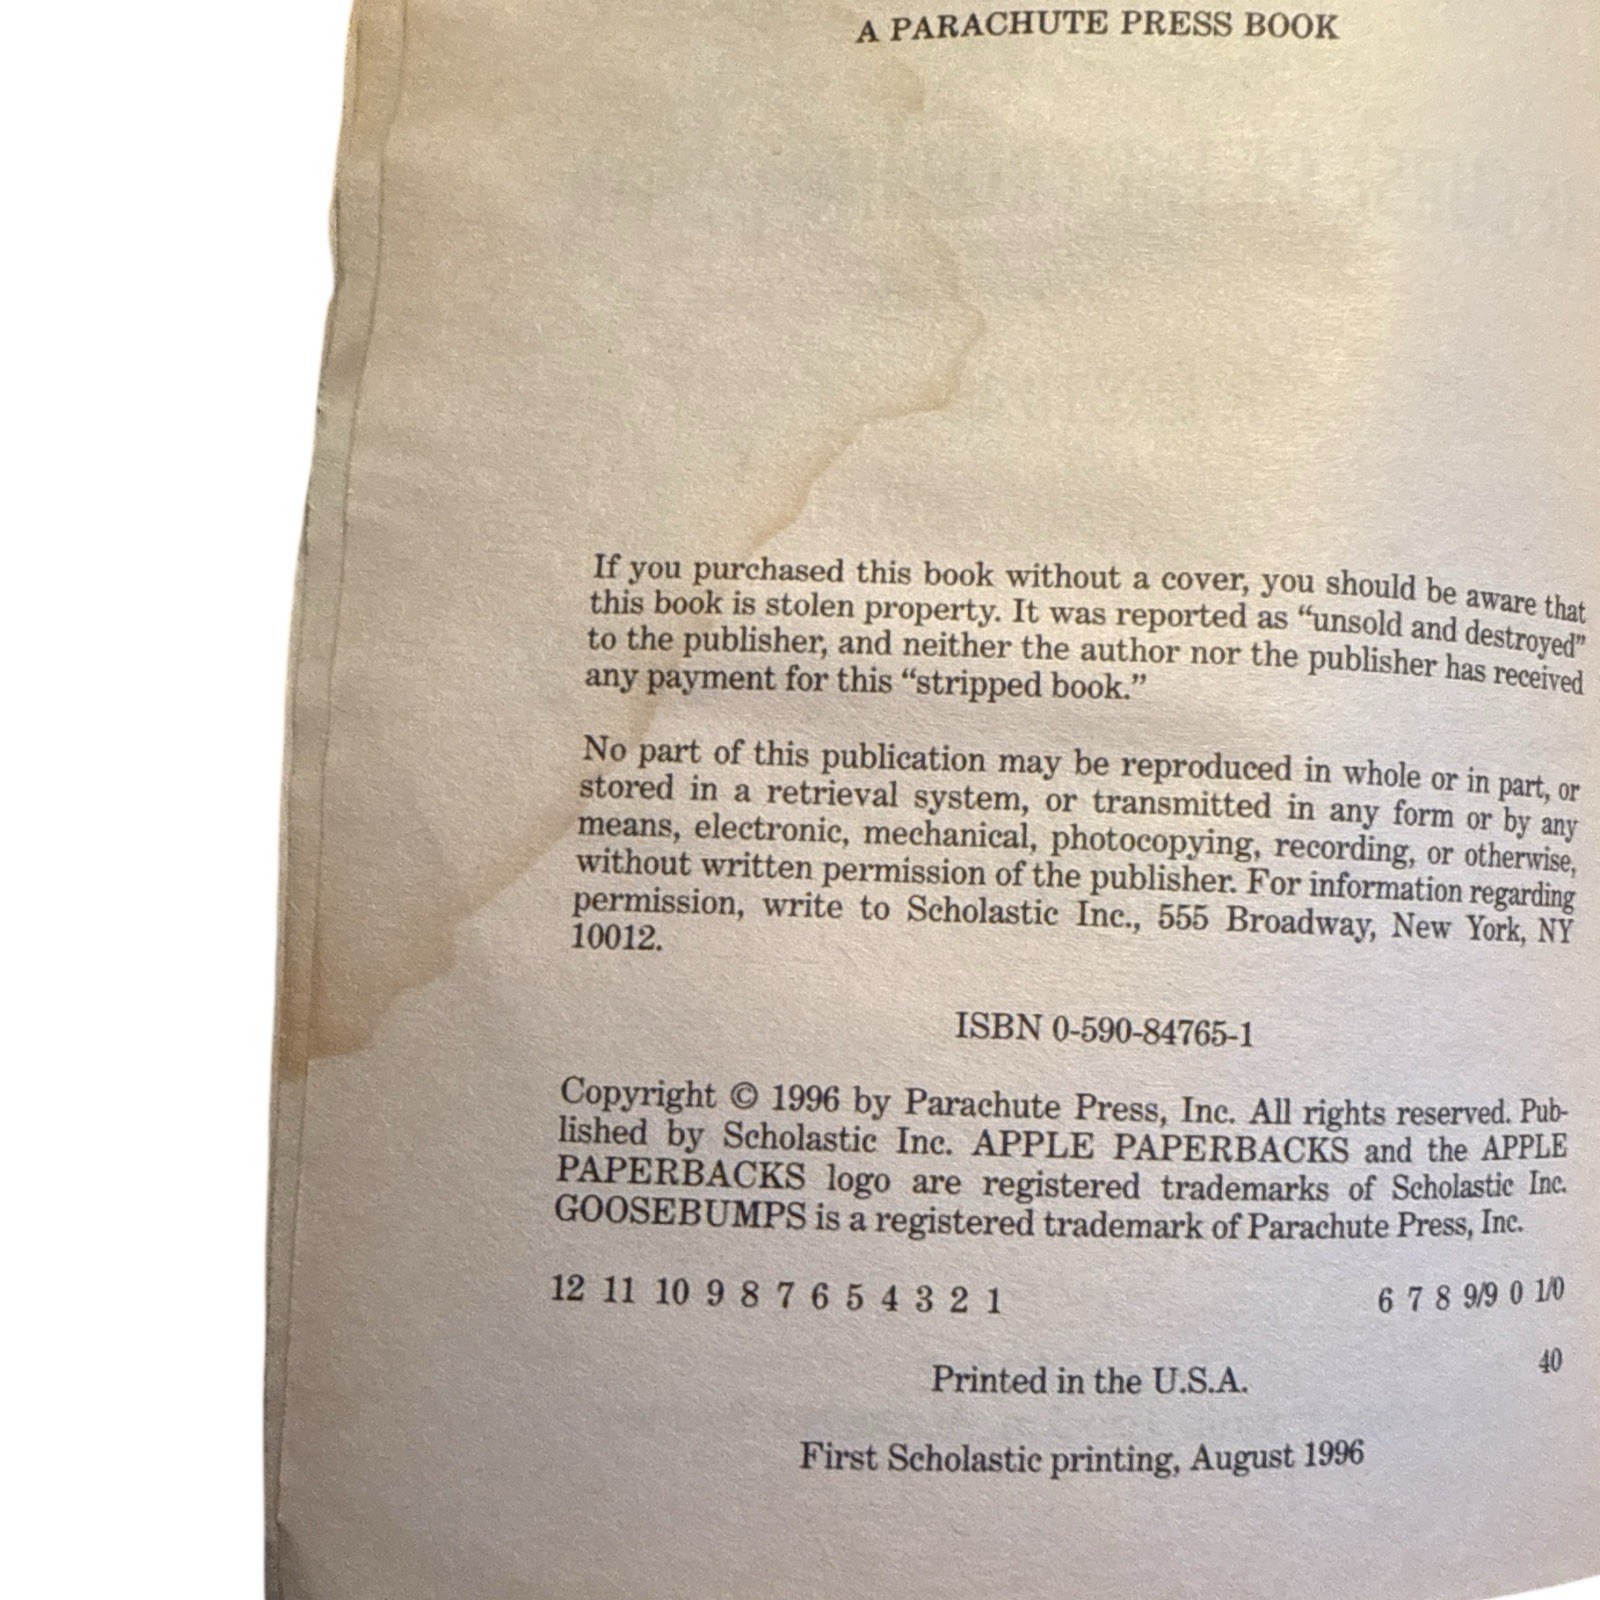 A PARACHUTE PRESS BOOK
If you purchased this book without a cover, you should be aware that
this book is stolen property. It was reported as “unsold and destroyed”
to the publisher, and neither the author nor the publisher has received
any payment for this “stripped book.”
No part of this publication may be reproduced in whole or in part, or
stored in a retrieval system, or transmitted in any form or by any
means, electronic, mechanical, photocopying, recording, or otherwise,
without written permission of the publisher. For information regarding
permission, write to Scholastic Inc., 555 Broadway, New York, NY
10012.
ISBN 0-590-84765-1
Copyright © 1996 by Parachute Press, Inc. All rights reserved. Pub-
lished by Scholastic Inc. APPLE PAPERBACKS and the APPLE
PAPERBACKS logo are registered trademarks of Scholastic Inc.
GOOSEBUMPS is a registered trademark of Parachute Press, Inc.
12 11 10 9 8 7 6 5 4 3 2 1 6 7 8 9/9 0 1/0
40
Printed in the U.S.A.
First Scholastic printing, August 1996